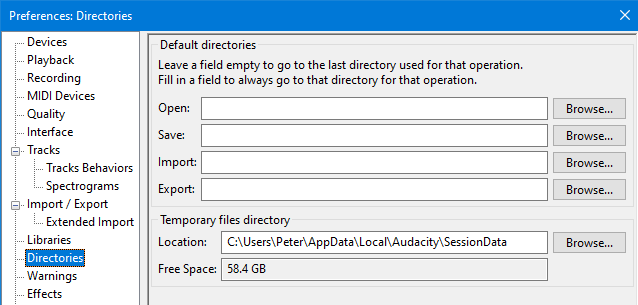 Preferences: Directories
Devices
Playback
Recording
MIDI Devices
Quality
Interface
Tracks
Tracks Behaviors
Spectrograms
Import / Export
Extended Import
Libraries
Directories
Warnings
Effects
Default directories
Leave a field empty to go to the last directory used for that operation.
Fill in a field to always go to that directory for that operation.
Open: Browse...
Save: Browse...
Import: Browse...
Export: Browse...
Temporary files directory
Location: C:\Users\Peter\AppData\Local\Audacity\SessionData Browse...
Free Space: 58.4 GB